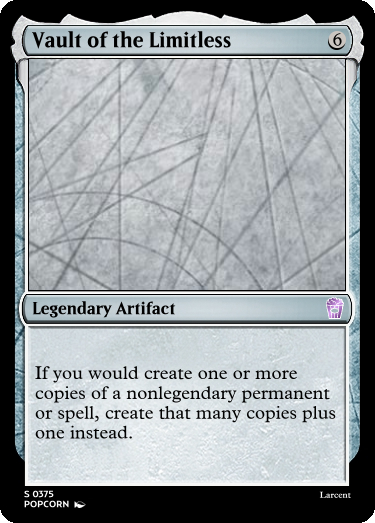 Vault of the Limitless 6
Legendary Artifact
If you would create one or more
copies of a nonlegendary permanent
or spell, create that many copies plus
one instead.
S 0375
POPCORN
Larcent